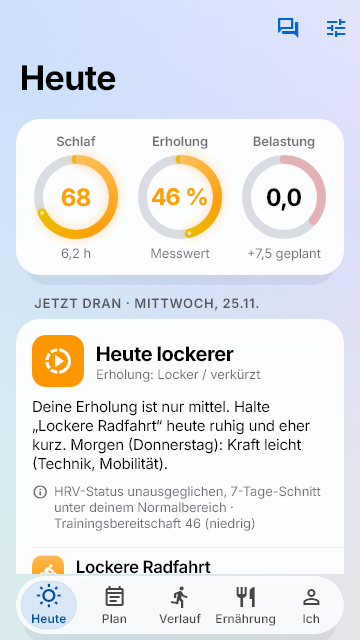 Heute
Schlaf
Erholung
Belastung
68
46 %
0,0
6,2 h
Messwert
+7,5 geplant
JETZT DRAN · MITTWOCH, 25.11.
Heute lockerer
Erholung: Locker / verkürzt
Deine Erholung ist nur mittel. Halte
„Lockere Radfahrt“ heute ruhig und eher
kurz. Morgen (Donnerstag): Kraft leicht
(Technik, Mobilität).
HRV-Status unausgeglichen, 7-Tage-Schnitt
unter deinem Normalbereich ·
Trainingsbereitschaft 46 (niedrig)
Lockere Radfahrt
Heute
Plan
Verlauf
Ernährung
Ich